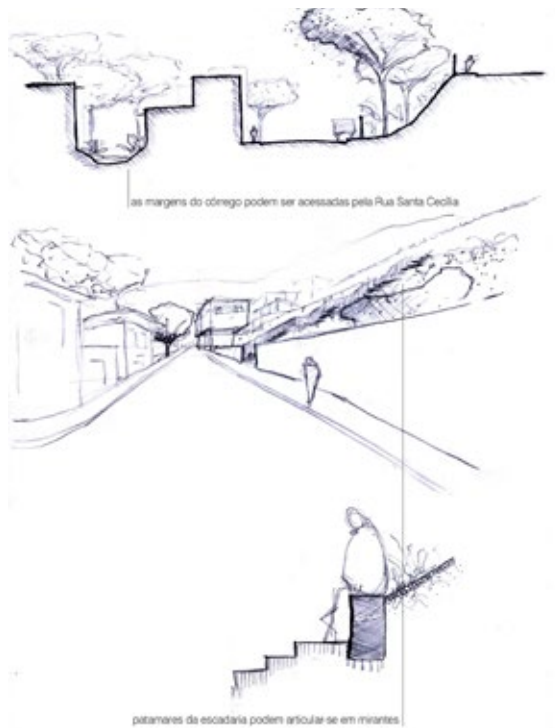 as margens do córrego podem ser acessadas pela Rua Santa Cecília
patamares da escadaria podem articular-se em mirantes